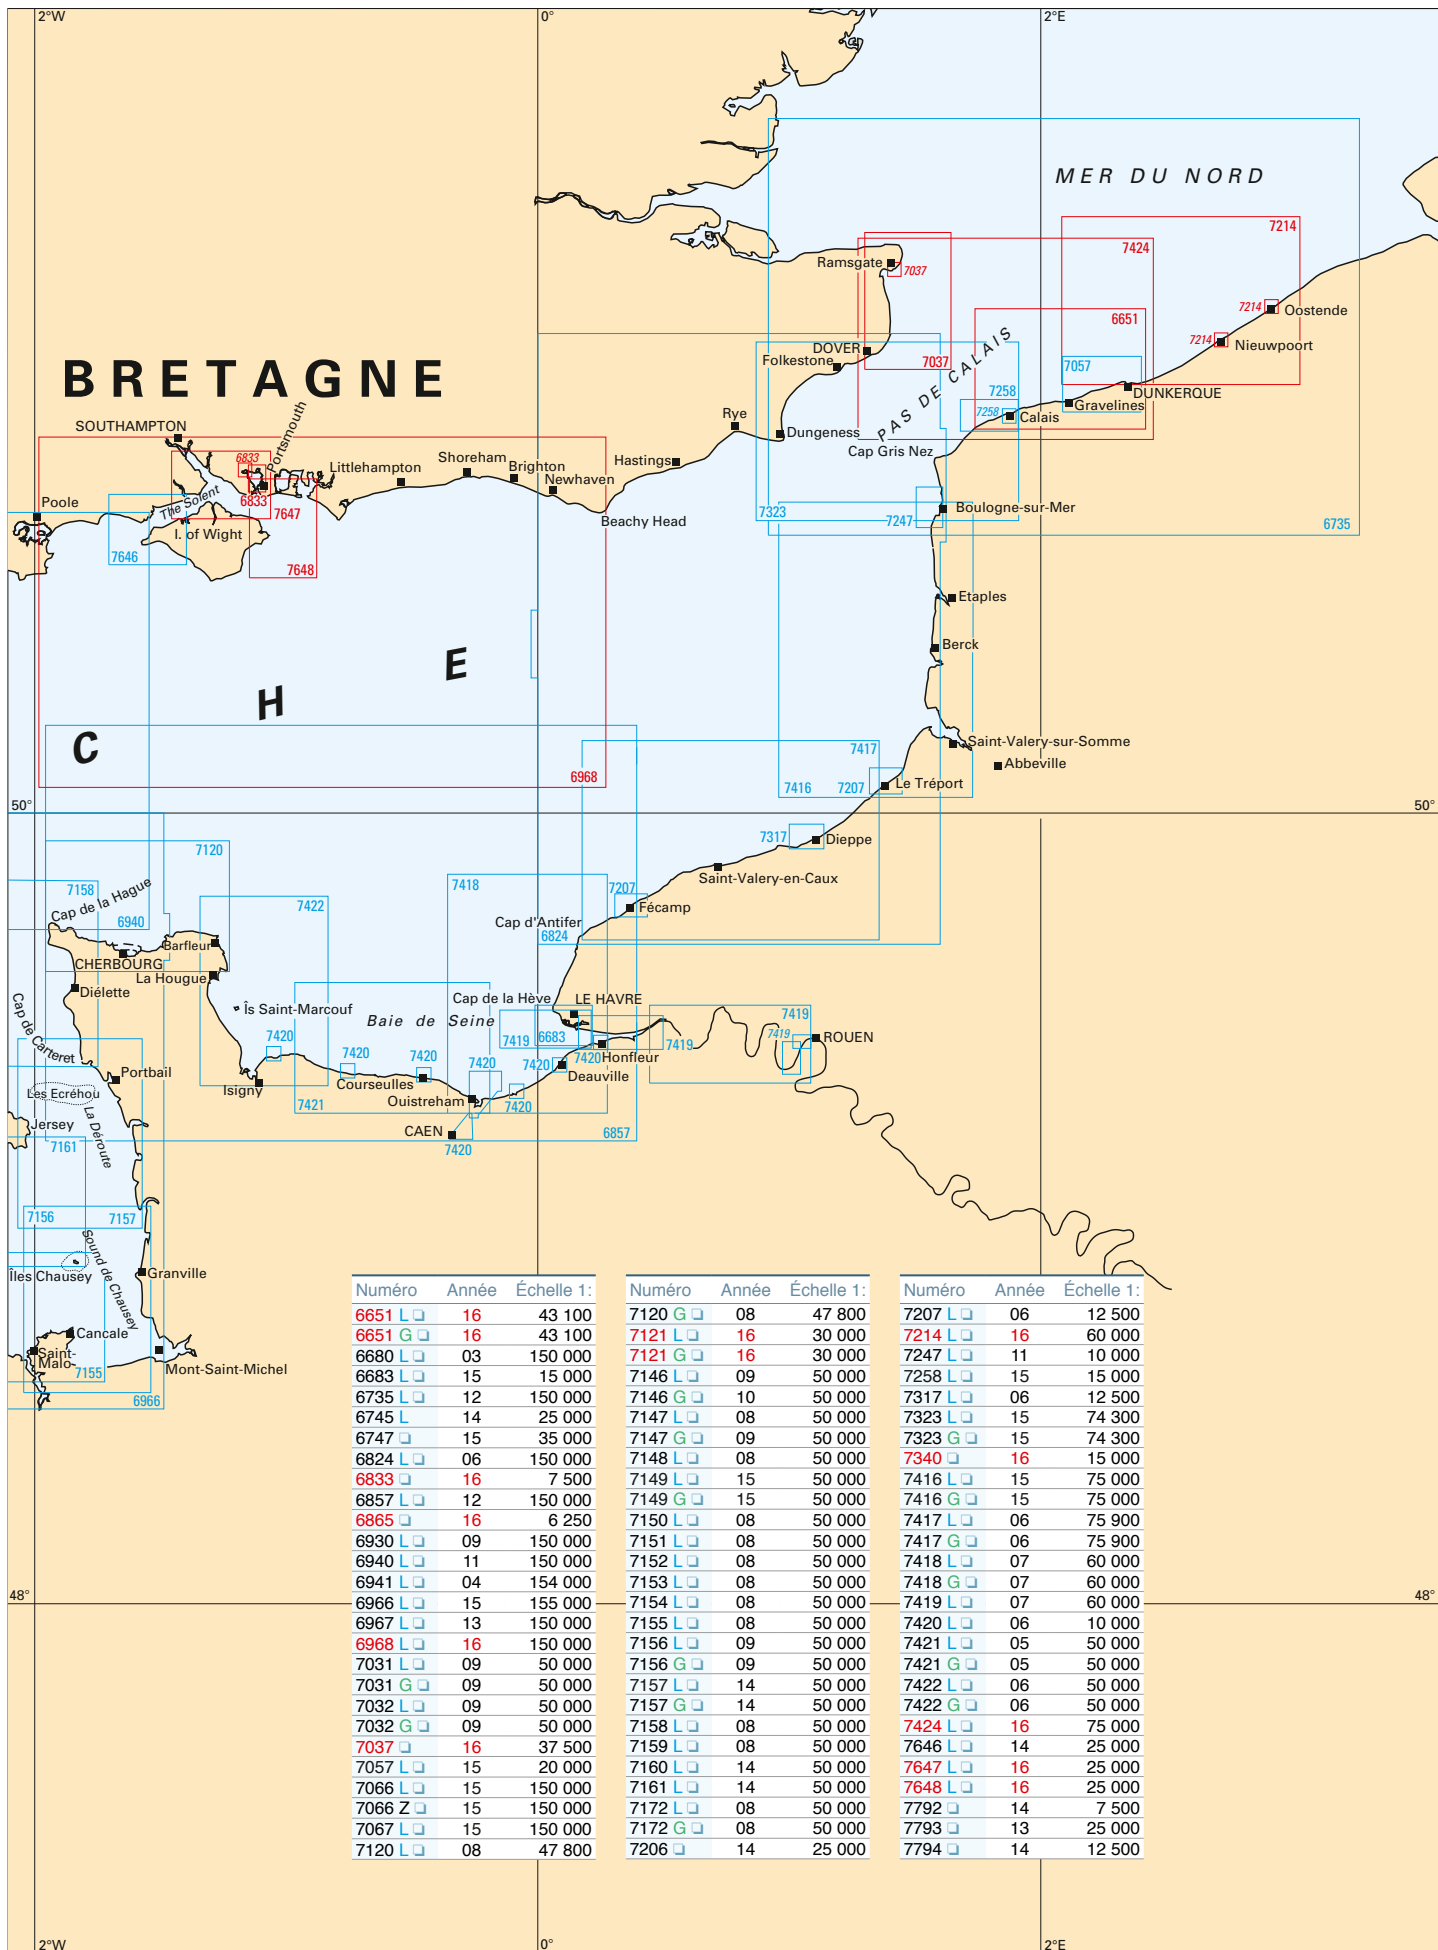 2°W
0°
2°E
MER DU NORD
7214
7424
Ramsgate
7037
7214
Oostende
6651
7214
Nieuwpoort
DOVER
Folkestone
7037
PAS DE CALAIS
7057
BRETAGNE
7258
DUNKERQUE
Gravelines
7258
Calais
Rye
Dungeness
SOUTHAMPTON
Portsmouth
Cap Gris Nez
6833
Littlehampton
Shoreham
Brighton
Hastings
Newhaven
Poole
The Solent
6833
7647
Beachy Head
Boulogne-sur-Mer
7323
7247
6735
I. of Wight
7646
7648
Etaples
Berck
E
H
C
Saint-Valery-sur-Somme
7417
Abbeville
6968
7416
7207
Le Tréport
50°
50°
7317
Dieppe
7120
7158
Cap de la Hague
7418
7207
Saint-Valery-en-Caux
7422
Fécamp
6940
Cap d'Antifer
6824
Barfleur
CHERBOURG
La Hougue
Diélette
Cap de Carteret
Îs Saint-Marcouf
Baie de Seine
Cap de la Hève
LE HAVRE
7419
7419
6683
7419
ROUEN
7420
7420
7420
7420
7420
7420
Honfleur
7419
Portbail
Isigny
Courseulles
Deauville
Les Ecréhou
Ouistreham
7421
7420
Jersey
La Déroute
CAEN
6857
7161
7420
7156
7157
Sound de Chausey
Îles Chausey
Granville
Cancale
Saint-
Malo
7155
Mont-Saint-Michel
6966
Numéro Année Échelle 1:
6651 L 16 43 100
6651 G 16 43 100
6680 L 03 150 000
6683 L 15 15 000
6735 L 12 150 000
6745 L 14 25 000
6747 15 35 000
6824 L 06 150 000
6833 16 7 500
6857 L 12 150 000
6865 16 6 250
6930 L 09 150 000
6940 L 11 150 000
6941 L 04 154 000
6966 L 15 155 000
6967 L 13 150 000
6968 L 16 150 000
7031 L 09 50 000
7031 G 09 50 000
7032 L 09 50 000
7032 G 09 50 000
7037 16 37 500
7057 L 15 20 000
7066 L 15 150 000
7066 Z 15 150 000
7067 L 15 150 000
7120 L 08 47 800
Numéro Année Échelle 1:
7120 G 08 47 800
7121 L 16 30 000
7121 G 16 30 000
7146 L 09 50 000
7146 G 10 50 000
7147 L 08 50 000
7147 G 09 50 000
7148 L 08 50 000
7149 L 15 50 000
7149 G 15 50 000
7150 L 08 50 000
7151 L 08 50 000
7152 L 08 50 000
7153 L 08 50 000
7154 L 08 50 000
7155 L 08 50 000
7156 L 09 50 000
7156 G 09 50 000
7157 L 14 50 000
7157 G 14 50 000
7158 L 08 50 000
7159 L 08 50 000
7160 L 14 50 000
7161 L 14 50 000
7172 L 08 50 000
7172 G 08 50 000
7206 14 25 000
Numéro Année Échelle 1:
7207 L 06 12 500
7214 L 16 60 000
7247 L 11 10 000
7258 L 15 15 000
7317 L 06 12 500
7323 L 15 74 300
7323 G 15 74 300
7340 16 15 000
7416 L 15 75 000
7416 G 15 75 000
7417 L 06 75 900
7417 G 06 75 900
7418 L 07 60 000
7418 G 07 60 000
7419 L 07 60 000
7420 L 06 10 000
7421 L 05 50 000
7421 G 05 50 000
7422 L 06 50 000
7422 G 06 50 000
7424 L 16 75 000
7646 L 14 25 000
7647 L 16 25 000
7648 L 16 25 000
7792 14 7 500
7793 13 25 000
7794 14 12 500
48°
48°
2°W
0°
2°E